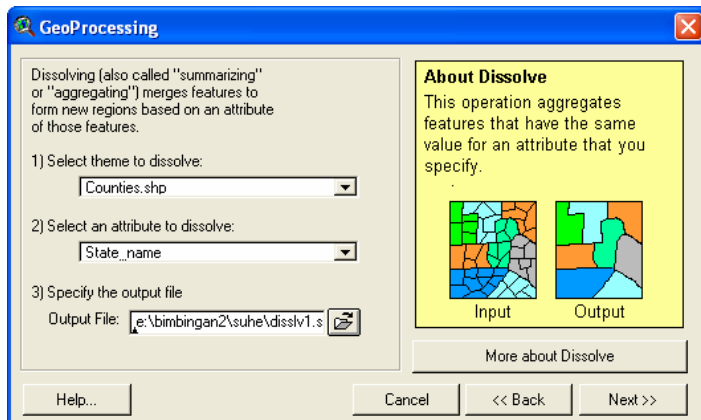 GeoProcessing
Dissolving (also called "summarizing"
or "aggregating") merges features to
form new regions based on an attribute
of those features.
1) Select theme to dissolve:
Counties.shp
2) Select an attribute to dissolve:
State_name
3) Specify the output file
Output File: e:\bimbingan2\suhe\disslv1.s
About Dissolve
This operation aggregates
features that have the same
value for an attribute that you
specify.
Input Output
More about Dissolve
Help... Cancel << Back Next >>